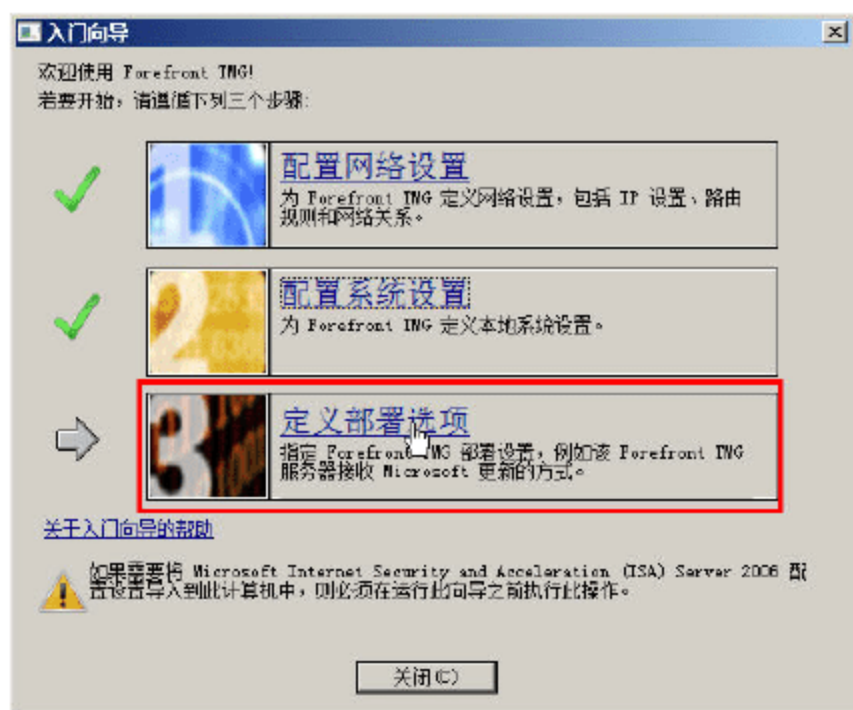 入门向导
欢迎使用 Forefront TMG!
若要开始，请遵循下列三个步骤:
配置网络设置
为 Forefront TMG 定义网络设置，包括 IP 设置、路由
规则和网络关系。
配置系统设置
为 Forefront TMG 定义本地系统设置。
定义部署选项
指定 Forefront TMG 部署设置，例如该 Forefront TMG
服务器接收 Microsoft 更新的方式。
关于入门向导的帮助
如果需要将 Microsoft Internet Security and Acceleration (ISA) Server 2006 配
置设置导入到此计算机中，则必须在运行此向导之前执行此操作。
关闭(C)